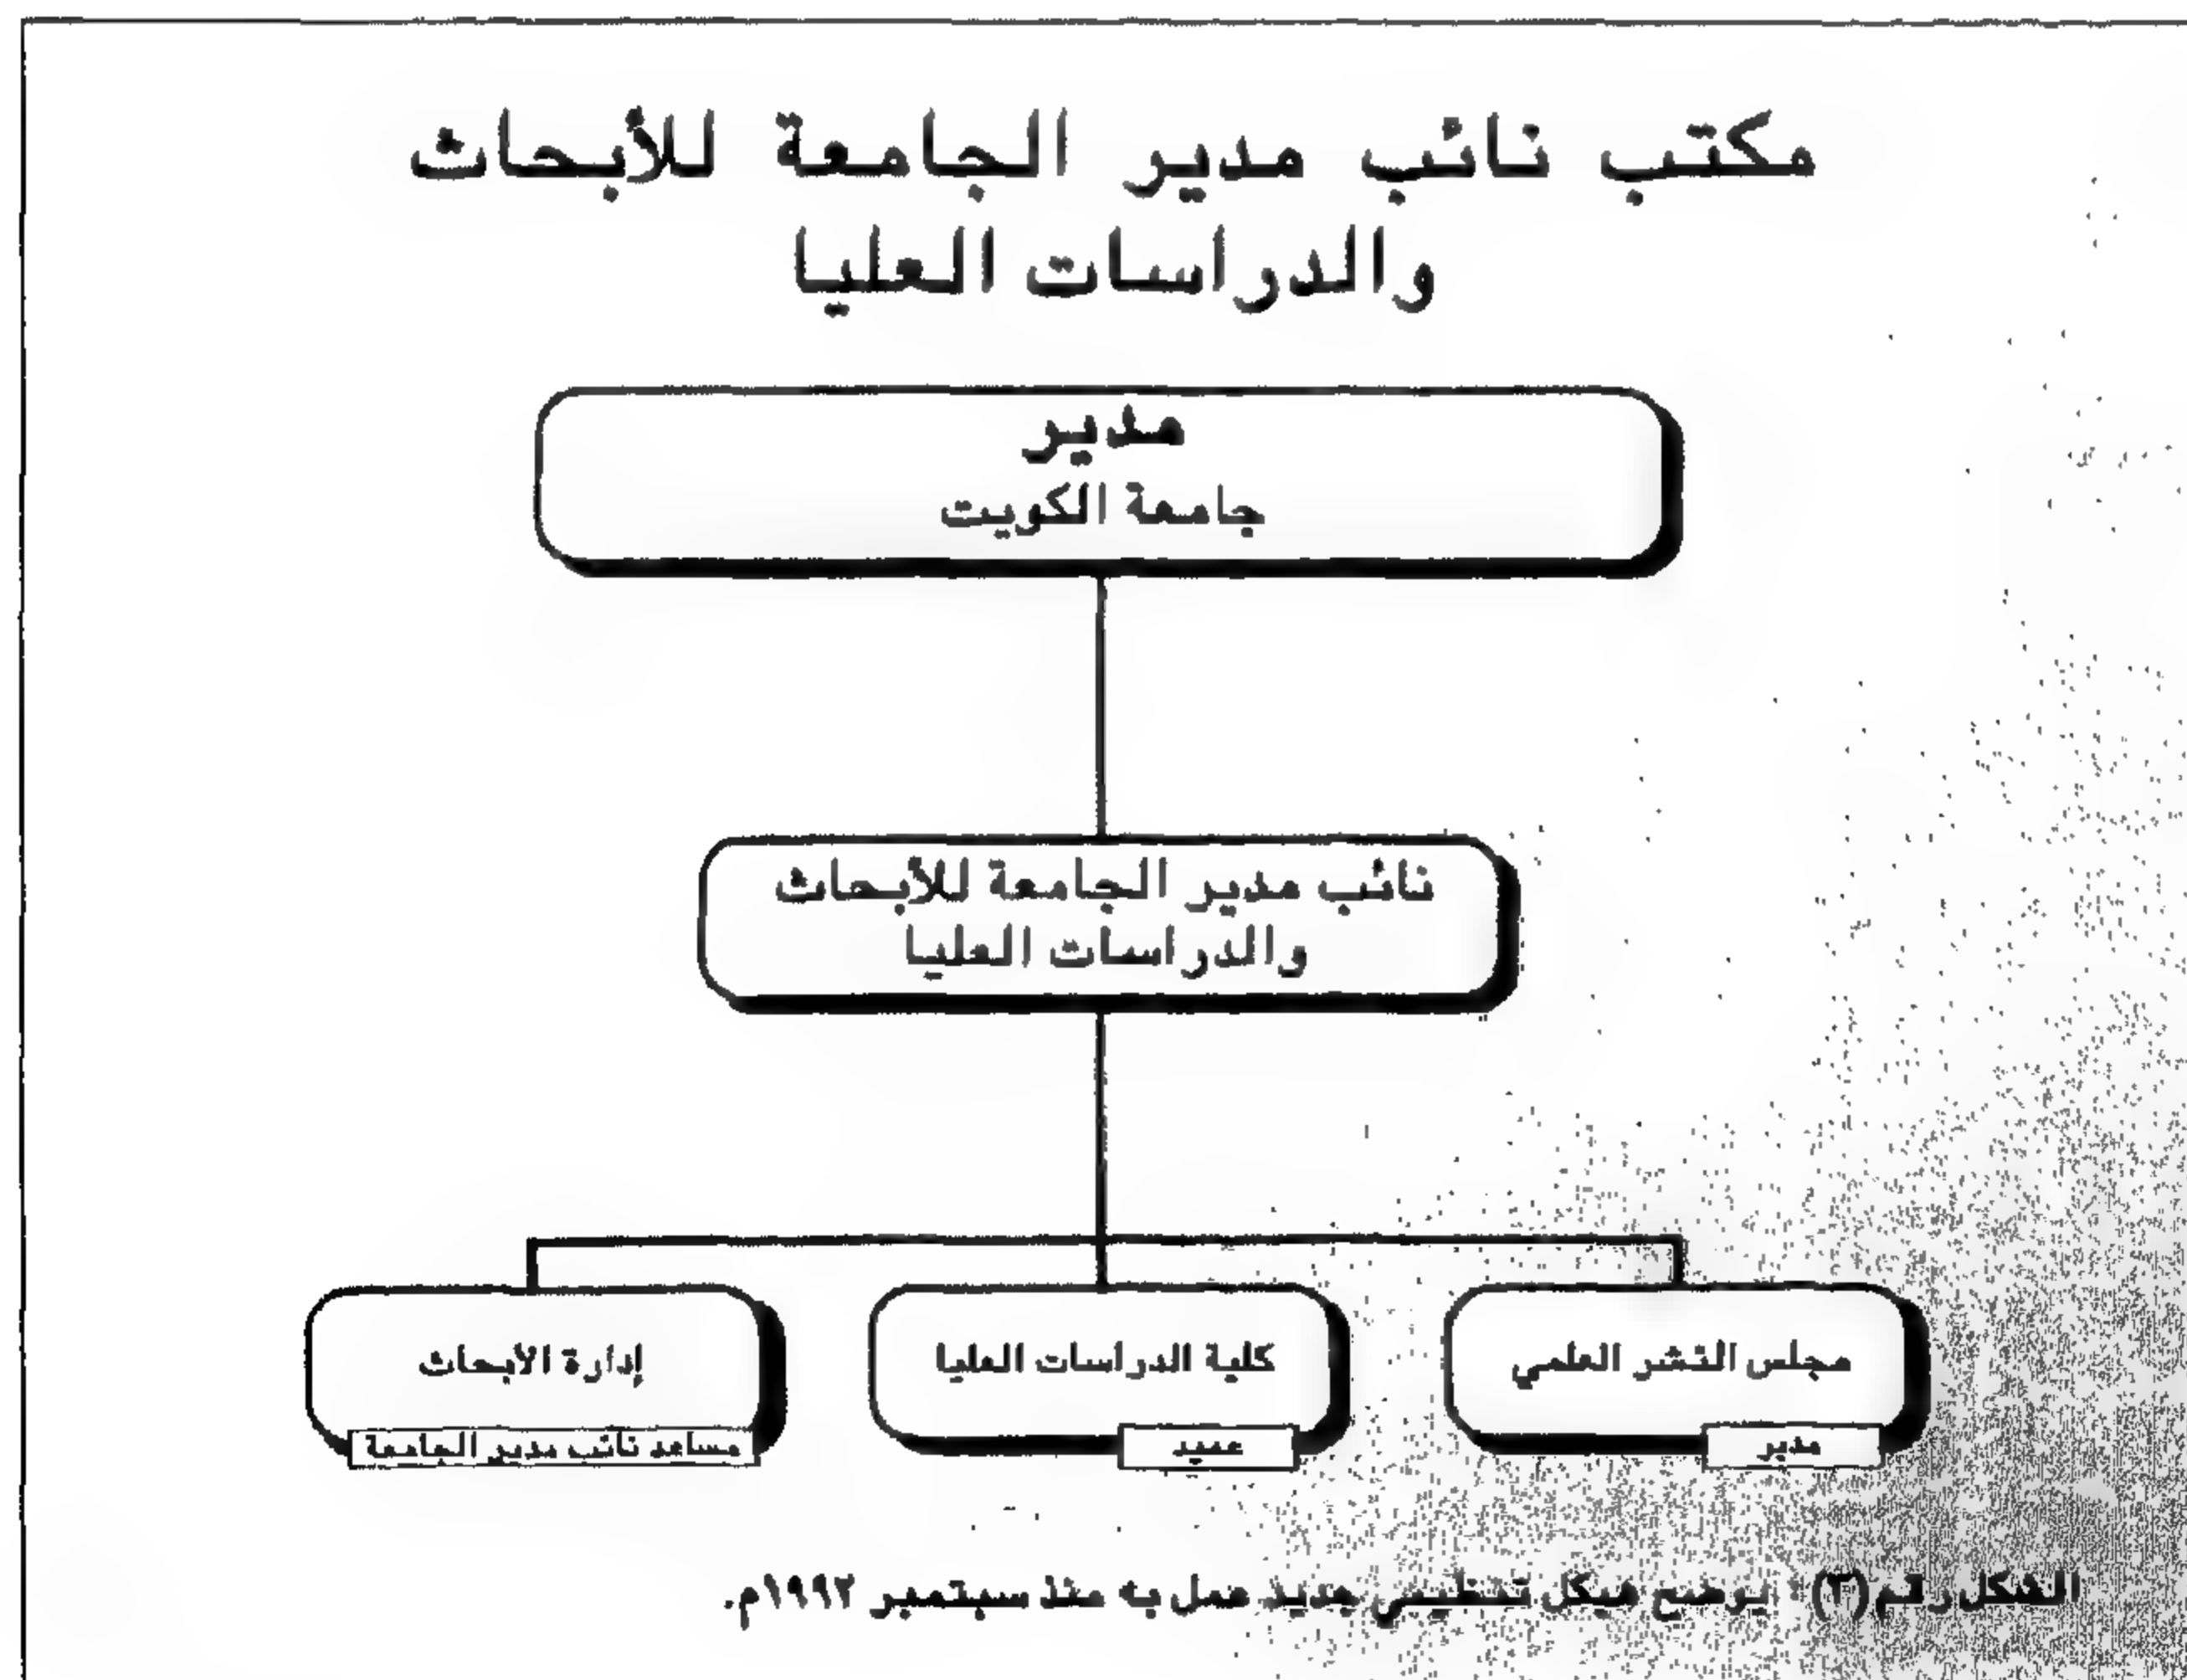 مكتب نائب مدير الجامعة للأبحاث
والدراسات العليا
مدير
جامعة الكويت
نائب مدير الجامعة للأبحاث
والدراسات العليا
مجلس النشر العلمي
مدير
كلية الدراسات العليا
عميد
إدارة الأبحاث
مساعد نائب مدير الجامعة
الشكل رقم يوضح هيكل تنظيمي جديد عمل به منذ سبتمبر ١٩٩٢م.